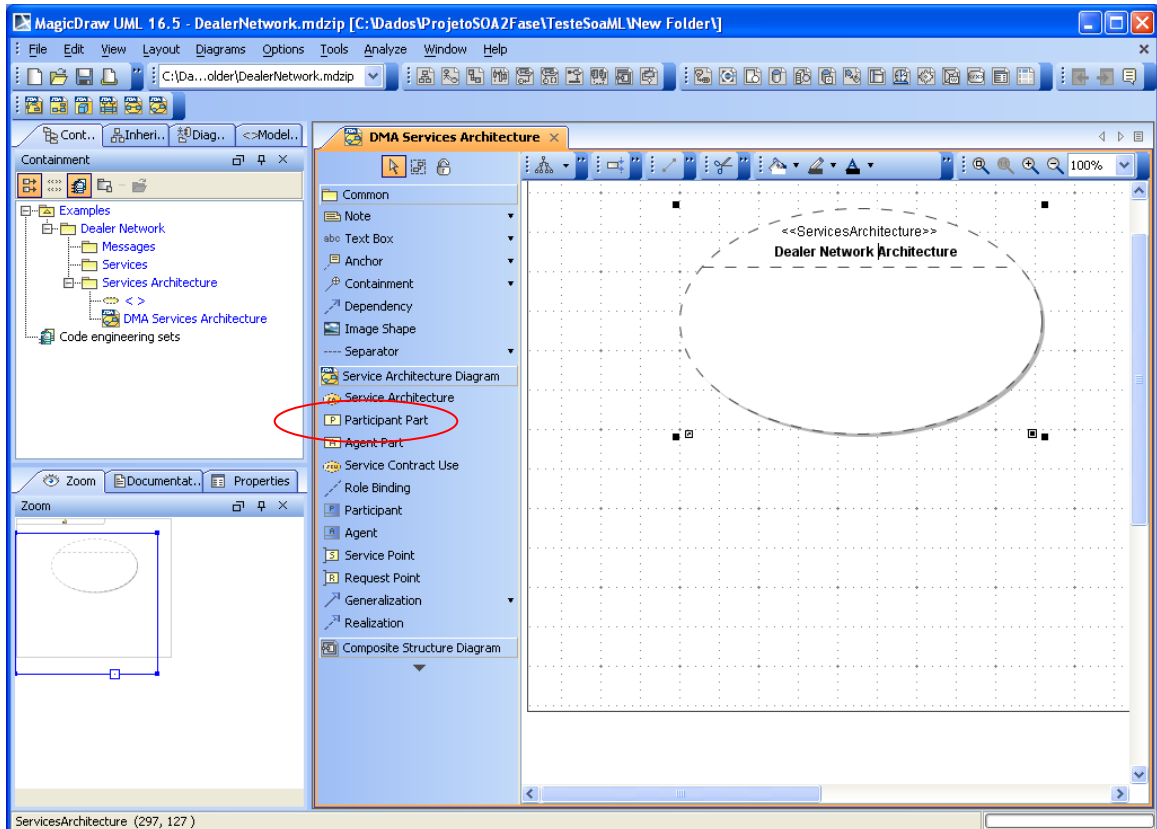 MagicDraw UML 16.5 - DealerNetwork.mdzip [C:\Dados\ProjetoSOA2Fase\TesteSoaML\New Folder\]
File Edit View Layout Diagrams Options Tools Analyze Window Help
C:\Da...older\DealerNetwork.mdzip
Cont.. Inheri.. Diag.. <>Model..
DMA Services Architecture
Containment
100%
Examples
Dealer Network
Messages
Services
Services Architecture
< >
DMA Services Architecture
Code engineering sets
Zoom Documentat.. Properties
Zoom
Common
Note
abc Text Box
Anchor
Containment
Dependency
Image Shape
---- Separator
Service Architecture Diagram
Service Architecture
P Participant Part
Agent Part
Service Contract Use
Role Binding
P Participant
A Agent
S Service Point
R Request Point
Generalization
Realization
Composite Structure Diagram
<<ServicesArchitecture>>
Dealer Network Architecture
ServicesArchitecture (297, 127 )